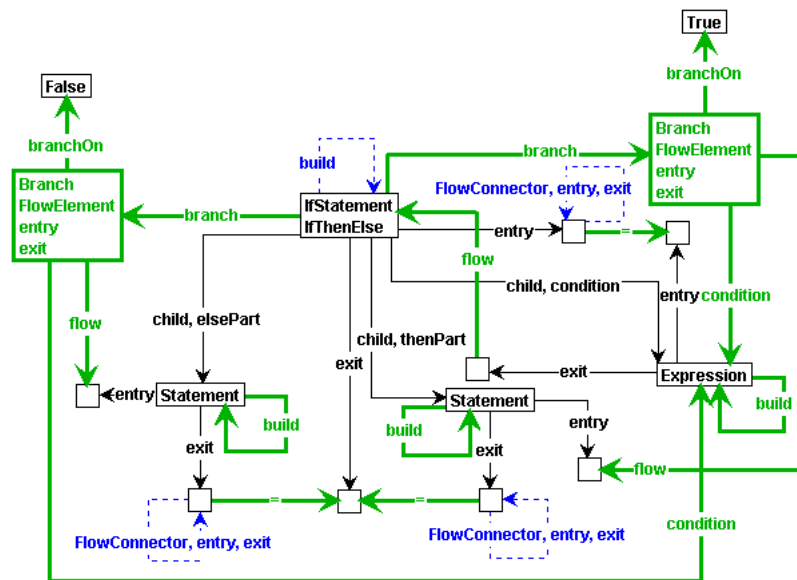 True
branchOn
False
branchOn
Branch
FlowElement
entry
exit
build
branch
FlowConnector, entry, exit
Branch
FlowElement
entry
exit
branch
IfStatement
IfThenElse
entry
=
flow
child, condition
entry
condition
flow
child, elsePart
child, thenPart
exit
exit
Expression
entry
Statement
Statement
build
build
build
exit
exit
entry
flow
=
=
FlowConnector, entry, exit
FlowConnector, entry, exit
condition